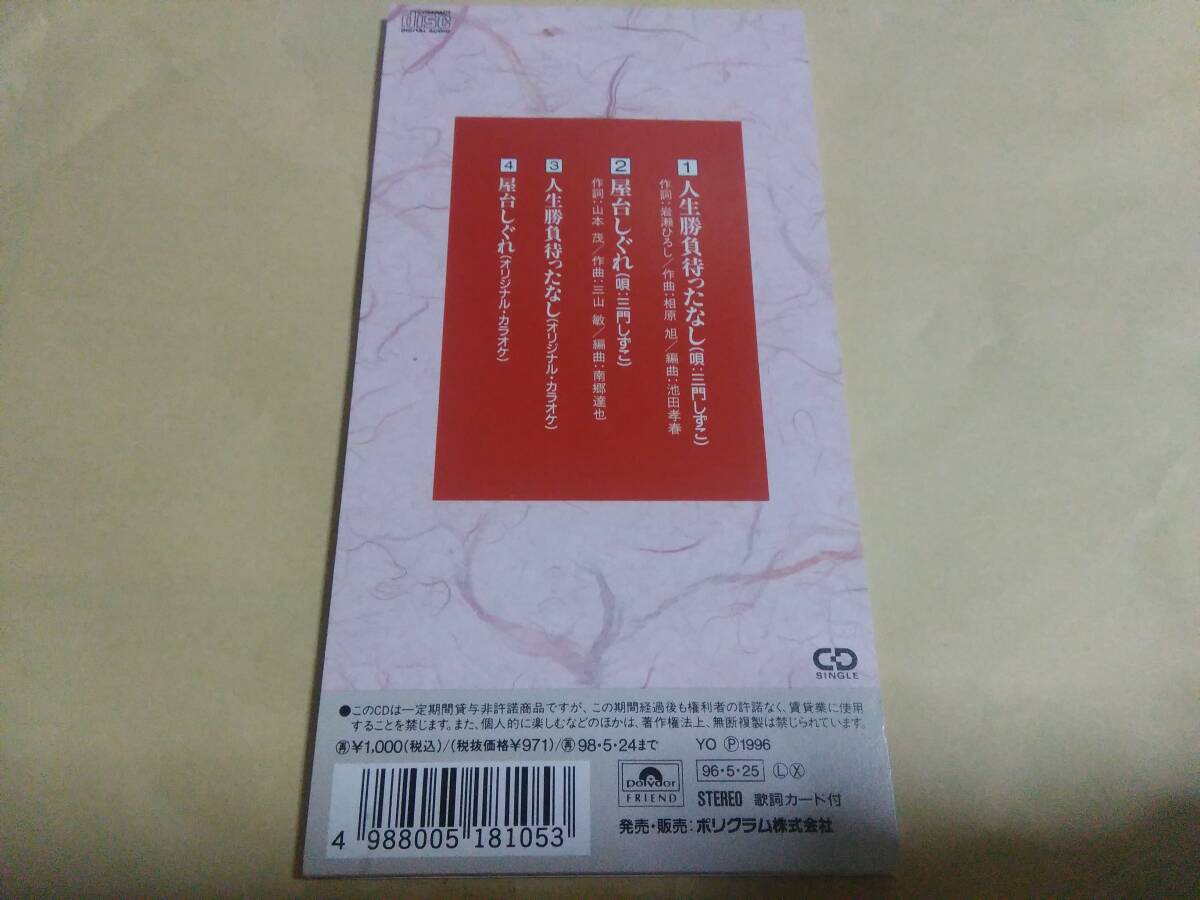 COMPACT
disc
DIGITAL AUDIO
1 人生勝負待ったなし(唄:三門しずこ)
作詞:岩瀬ひろし/作曲:相原 旭/編曲:池田孝春
2 屋台しぐれ(唄:三門しずこ)
作詞:山本 茂/作曲:三山 敏/編曲:南郷達也
3 人生勝負待ったなし(オリジナル・カラオケ)
4 屋台しぐれ(オリジナル・カラオケ)
CD
SINGLE
●このCDは一定期間貸与非許諾商品ですが、この期間経過後も権利者の許諾なく、賃貸業に使用
することを禁じます。また、個人的に楽しむなどのほかは、著作権法上、無断複製は禁じられています。
再¥1,000(税込)/(税抜価格¥971)/再98・5・24まで YO Ⓟ1996
Polydor
FRIEND
96・5・25 ⓁⓍ
STEREO 歌詞カード付
発売・販売:ポリグラム株式会社
4 988005 181053